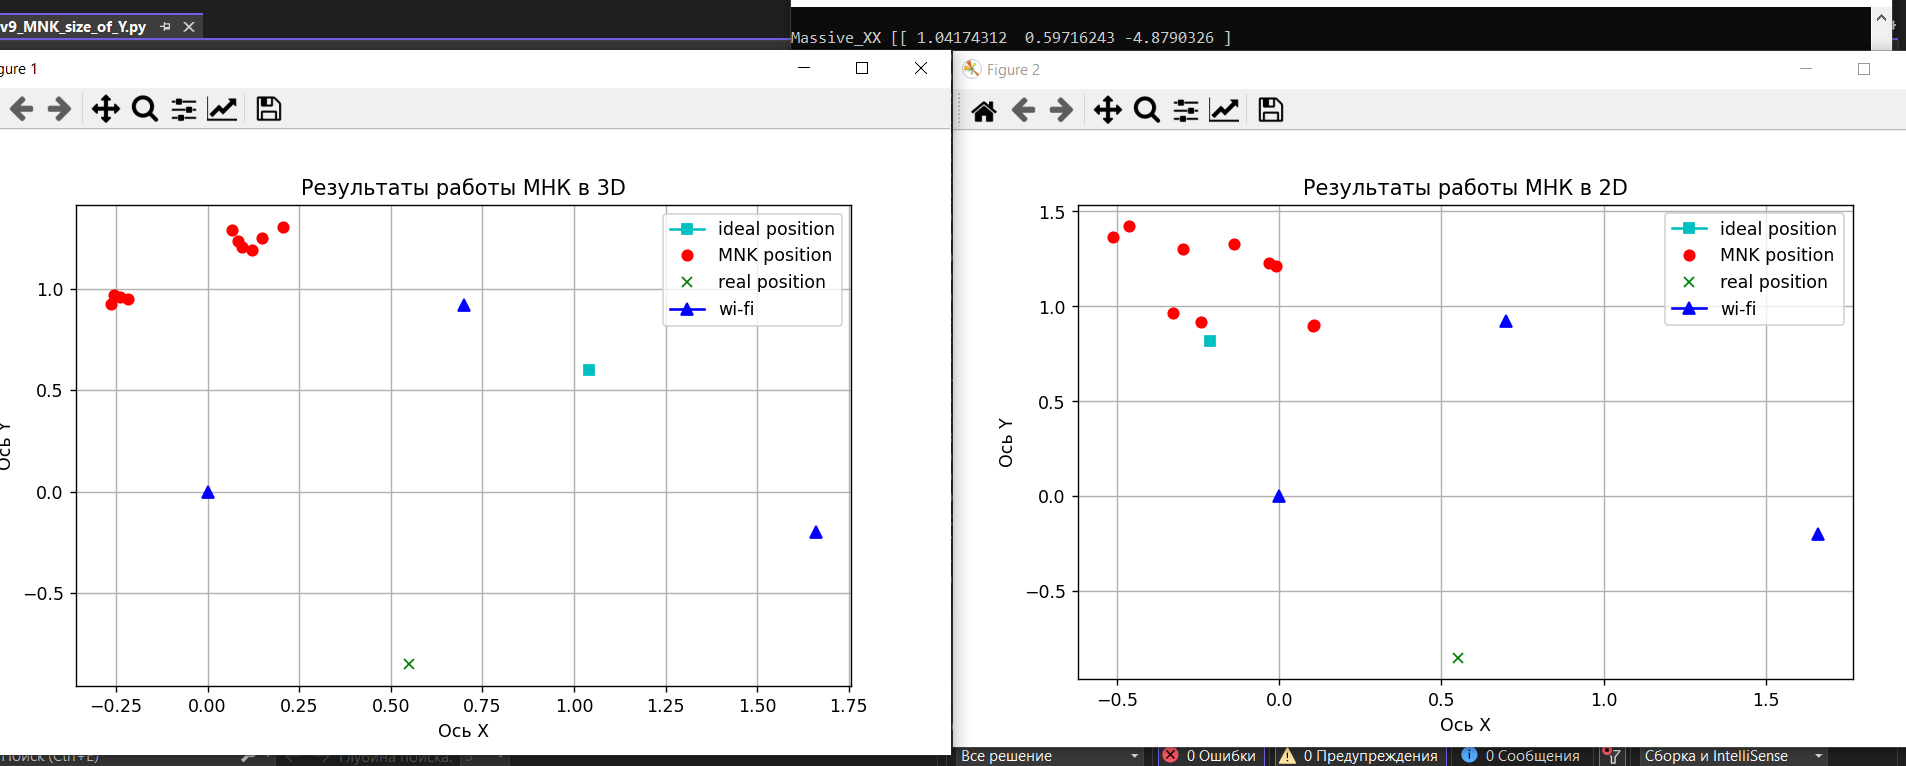 v9_MNK_size_of_Y.py
Massive_XX [[ 1.04174312 0.59716243 -4.8790326 ]
gure 1
Figure 2
Результаты работы МНК в 3D
ideal position
MNK position
real position
wi-fi
1.0
0.5
0.0
−0.5
Ось Y
−0.25
0.00
0.25
0.50
0.75
1.00
1.25
1.50
1.75
Ось X
Результаты работы МНК в 2D
ideal position
MNK position
real position
wi-fi
1.5
1.0
0.5
0.0
−0.5
Ось Y
−0.5
0.0
0.5
1.0
1.5
Ось X
Поиск (Ctrl+E)
Глубина поиска:
Все решение
0 Ошибки
0 Предупреждения
0 Сообщения
Сборка и IntelliSense